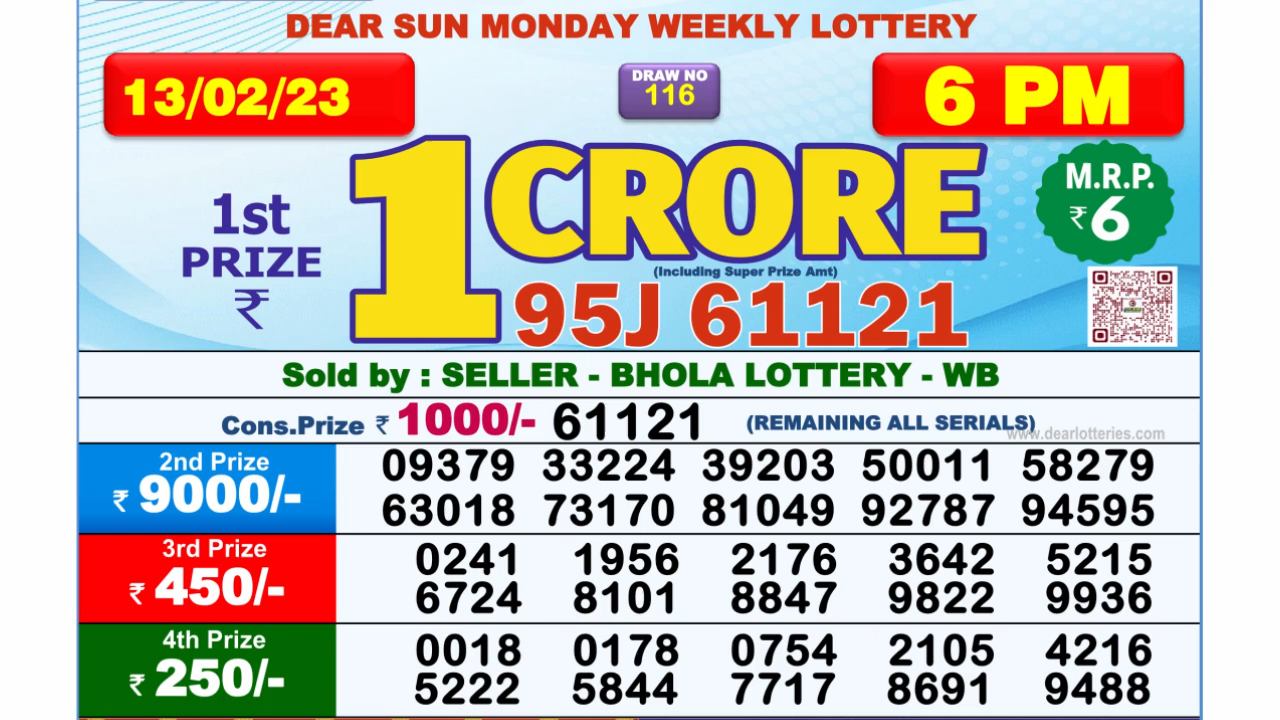 DEAR SUN MONDAY WEEKLY LOTTERY
13/02/23
DRAW NO
116
6 PM
1st
PRIZE
₹
1 CRORE
(Including Super Prize Amt)
95J 61121
M.R.P.
₹ 6
Sold by : SELLER - BHOLA LOTTERY - WB
Cons.Prize ₹ 1000/- 61121 (REMAINING ALL SERIALS)
www.dearlotteries.com
2nd Prize
₹ 9000/-
09379 33224 39203 50011 58279
63018 73170 81049 92787 94595
3rd Prize
₹ 450/-
0241 1956 2176 3642 5215
6724 8101 8847 9822 9936
4th Prize
₹ 250/-
0018 0178 0754 2105 4216
5222 5844 7717 8691 9488